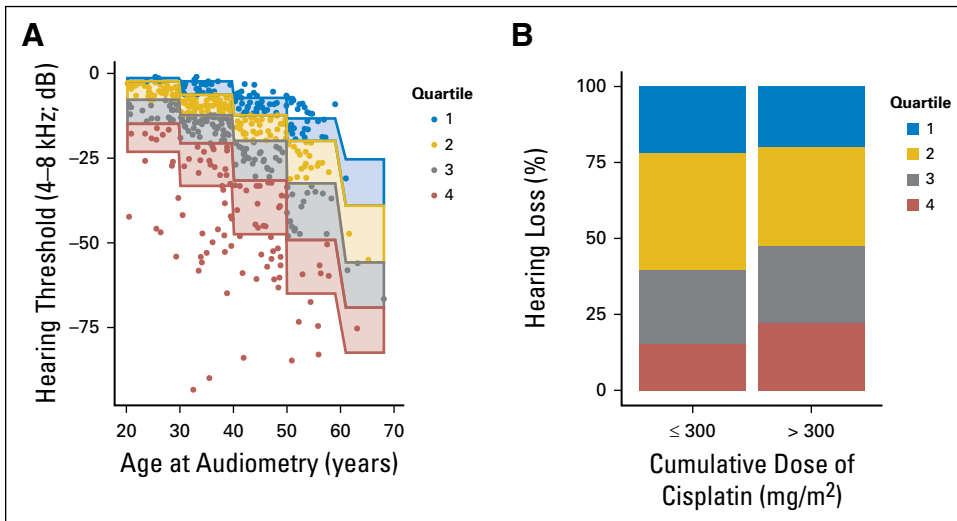 A
Hearing Threshold (4–8 kHz; dB)
0
–25
–50
–75
20 30 40 50 60 70
Age at Audiometry (years)
Quartile
1
2
3
4
B
Hearing Loss (%)
100
75
50
25
0
≤ 300 > 300
Cumulative Dose of
Cisplatin (mg/m²)
Quartile
1
2
3
4